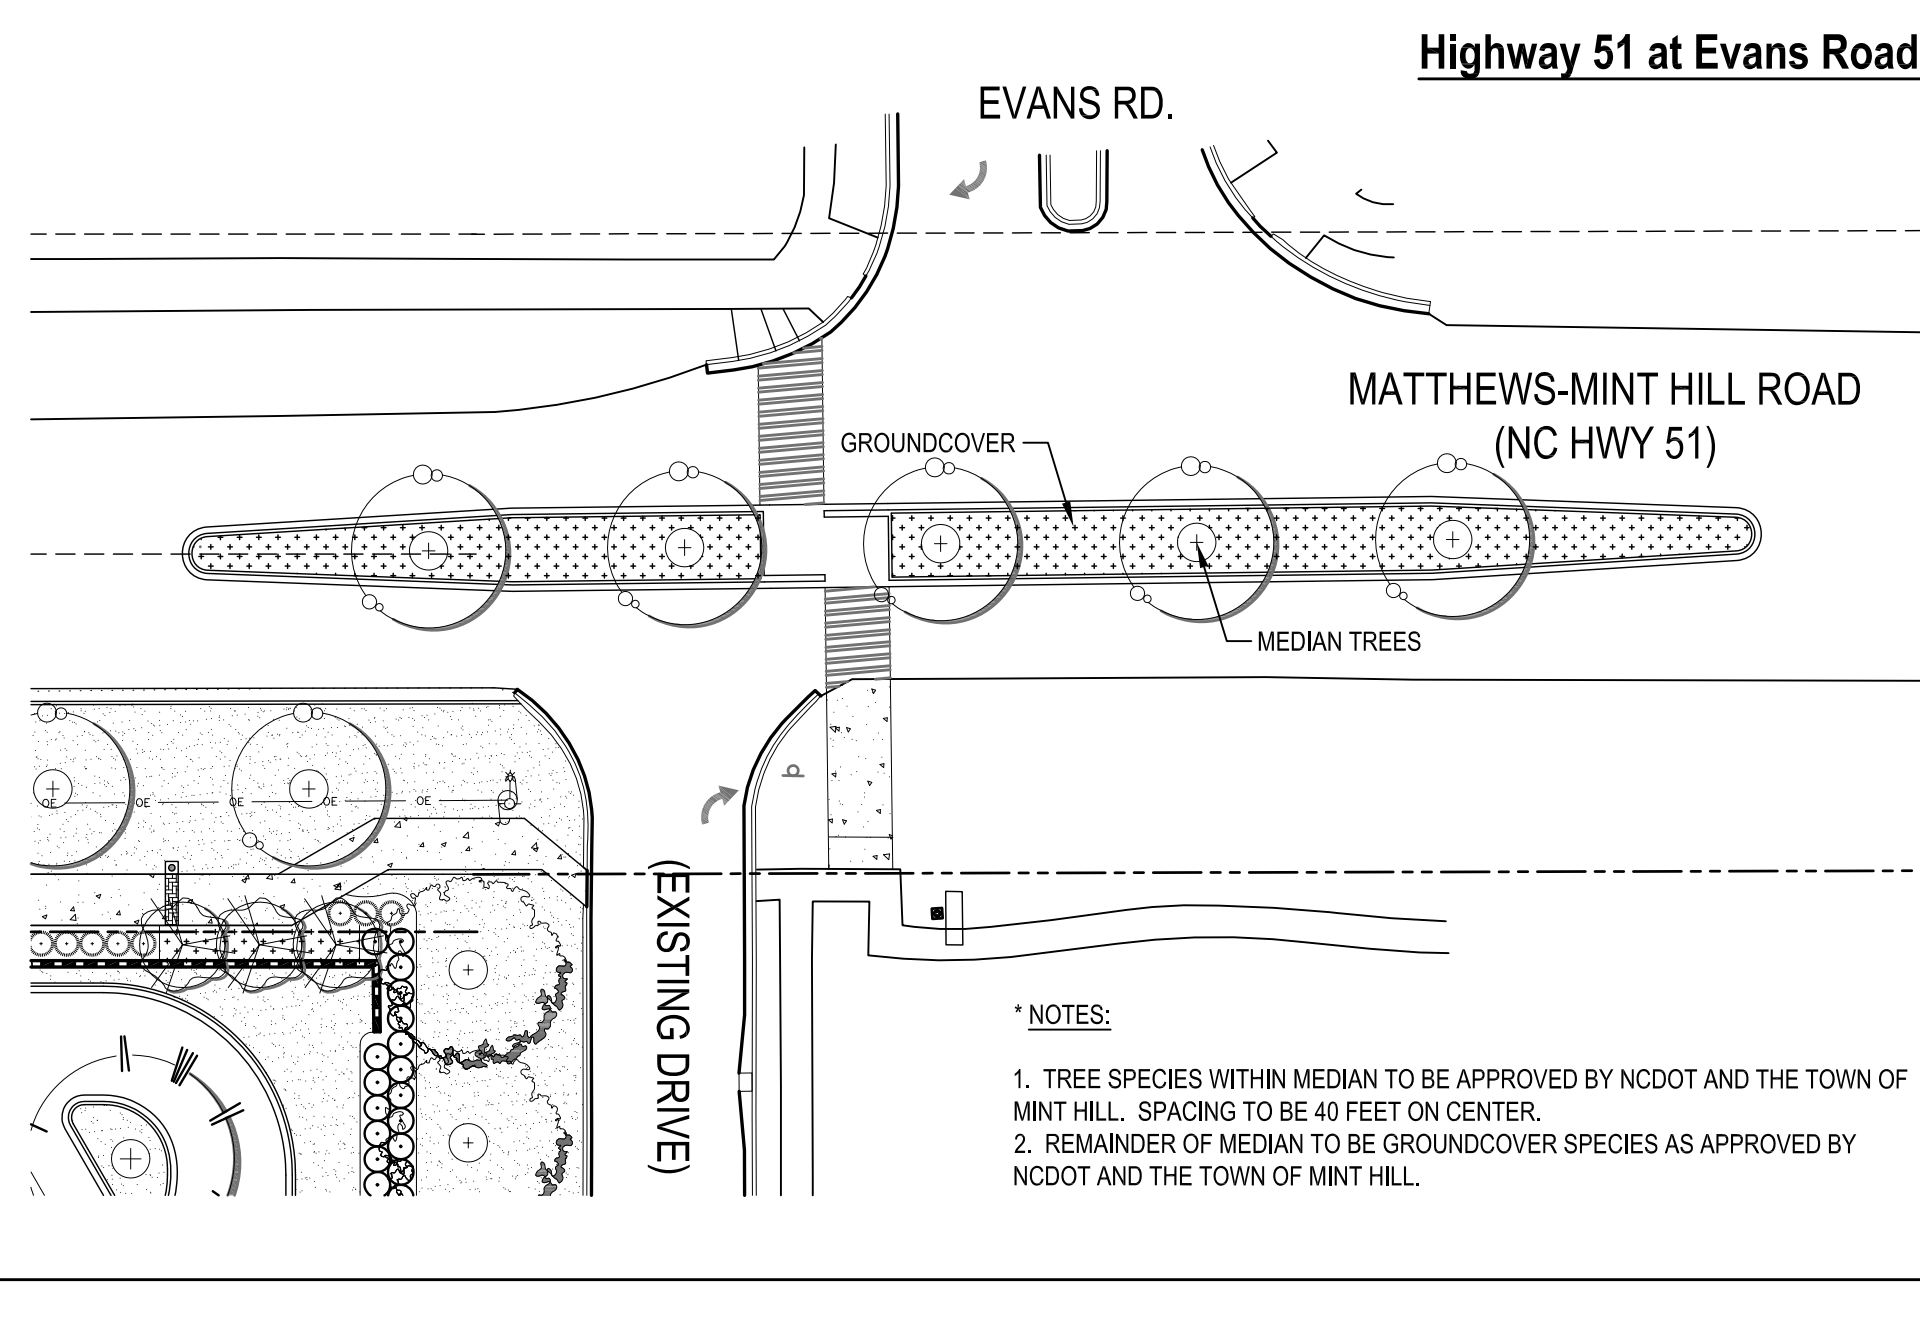 Highway 51 at Evans Road
EVANS RD.
MATTHEWS-MINT HILL ROAD
(NC HWY 51)
GROUNDCOVER
MEDIAN TREES
OE
OE
OE
OE
OE
(EXISTING DRIVE)
* NOTES:
1. TREE SPECIES WITHIN MEDIAN TO BE APPROVED BY NCDOT AND THE TOWN OF
MINT HILL. SPACING TO BE 40 FEET ON CENTER.
2. REMAINDER OF MEDIAN TO BE GROUNDCOVER SPECIES AS APPROVED BY
NCDOT AND THE TOWN OF MINT HILL.